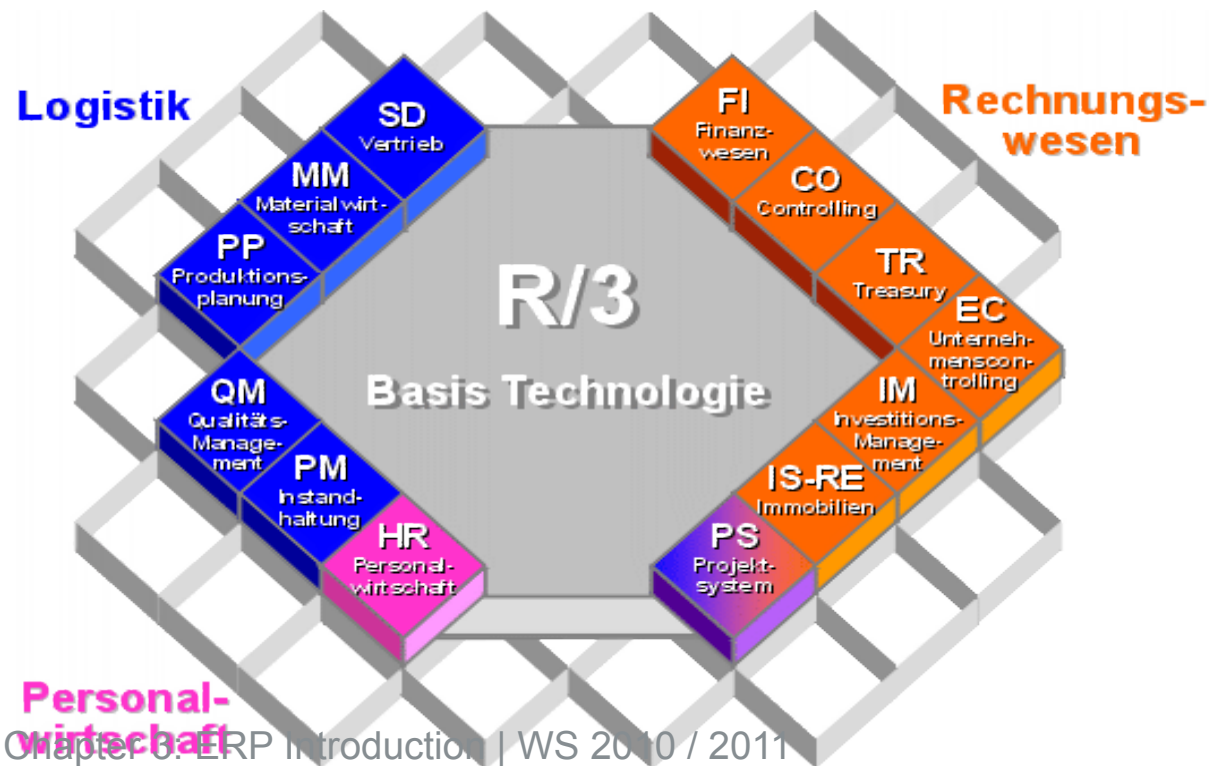 Logistik
SD
Vertrieb
MM
Materialwirt-
schaft
PP
Produktions-
planung
QM
Qualitäts-
Manage-
ment
PM
Instand-
haltung
HR
Personal-
wirtschaft
R/3
Basis Technologie
Rechnungs-
wesen
FI
Finanz-
wesen
CO
Controlling
TR
Treasury
EC
Unterneh-
menscon-
trolling
IM
Investitions-
Manage-
ment
IS-RE
Immobilien
PS
Projekt-
system
Personal-
wirtschaft
Chapter 3: ERP Introduction | WS 2010 / 2011